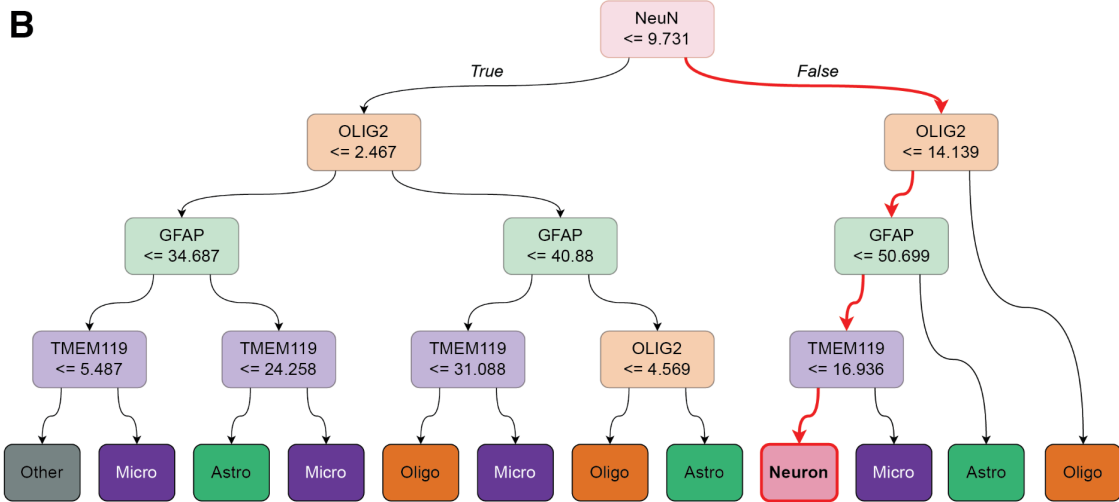 B
NeuN
<= 9.731
True
False
OLIG2
<= 2.467
OLIG2
<= 14.139
GFAP
<= 34.687
GFAP
<= 40.88
GFAP
<= 50.699
TMEM119
<= 5.487
TMEM119
<= 24.258
TMEM119
<= 31.088
OLIG2
<= 4.569
TMEM119
<= 16.936
Other
Micro
Astro
Micro
Oligo
Micro
Oligo
Astro
Neuron
Micro
Astro
Oligo